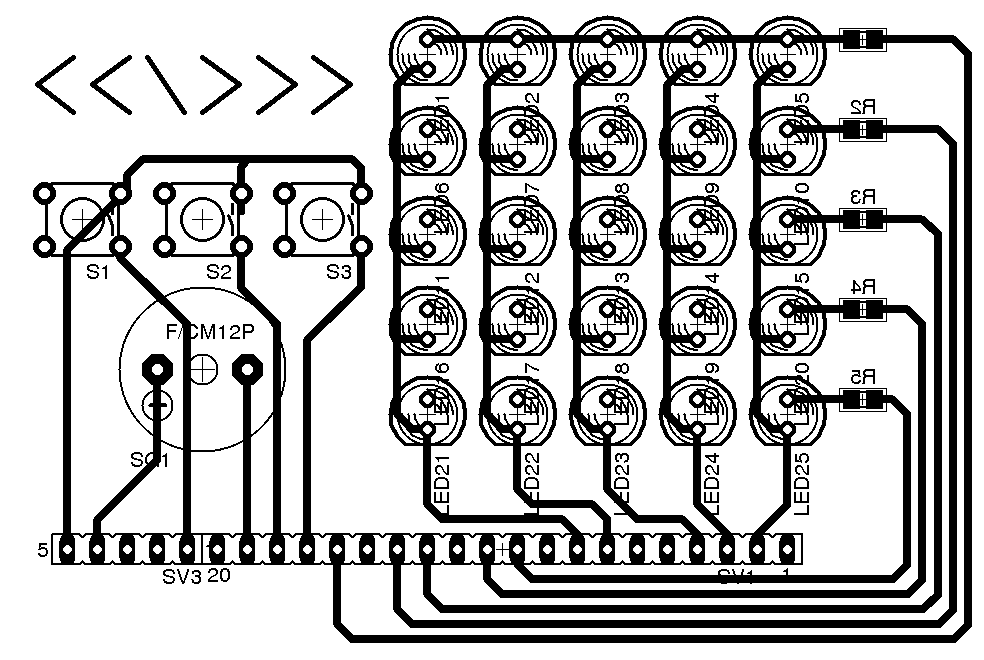 <<\>>>
LED1 LED2 LED3 LED4 LED5
R2
LED6 LED7 LED8 LED9 LED10
R3
S1 S2 S3
LED11 LED12 LED13 LED14 LED15
R4
F/CM12P
LED16 LED17 LED18 LED19 LED20
R5
LED21 LED22 LED23 LED24 LED25
5
SV3 20 SV1 1